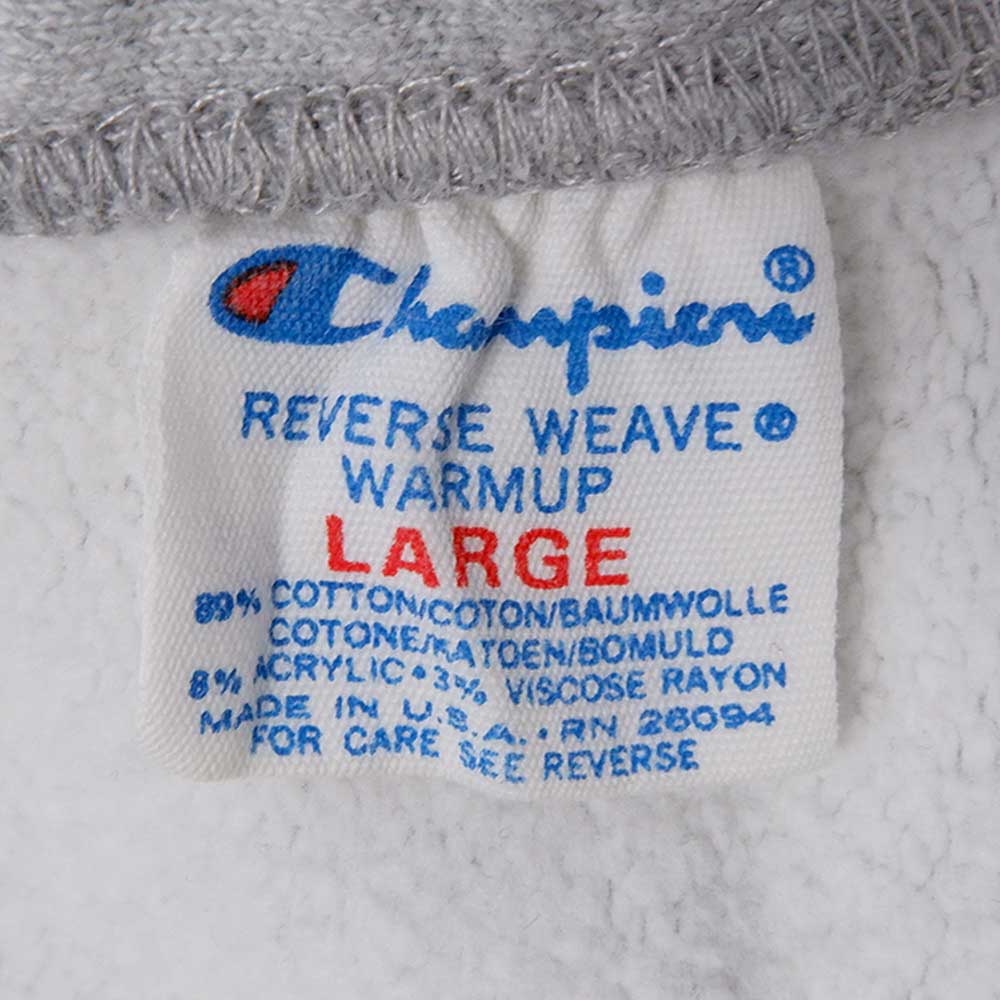 Champion®
REVERSE WEAVE®
WARMUP
LARGE
89% COTTON/COTON/BAUMWOLLE
COTONE/KATOEN/BOMULD
8% ACRYLIC • 3% VISCOSE RAYON
MADE IN U.S.A. • RN 26094
FOR CARE SEE REVERSE